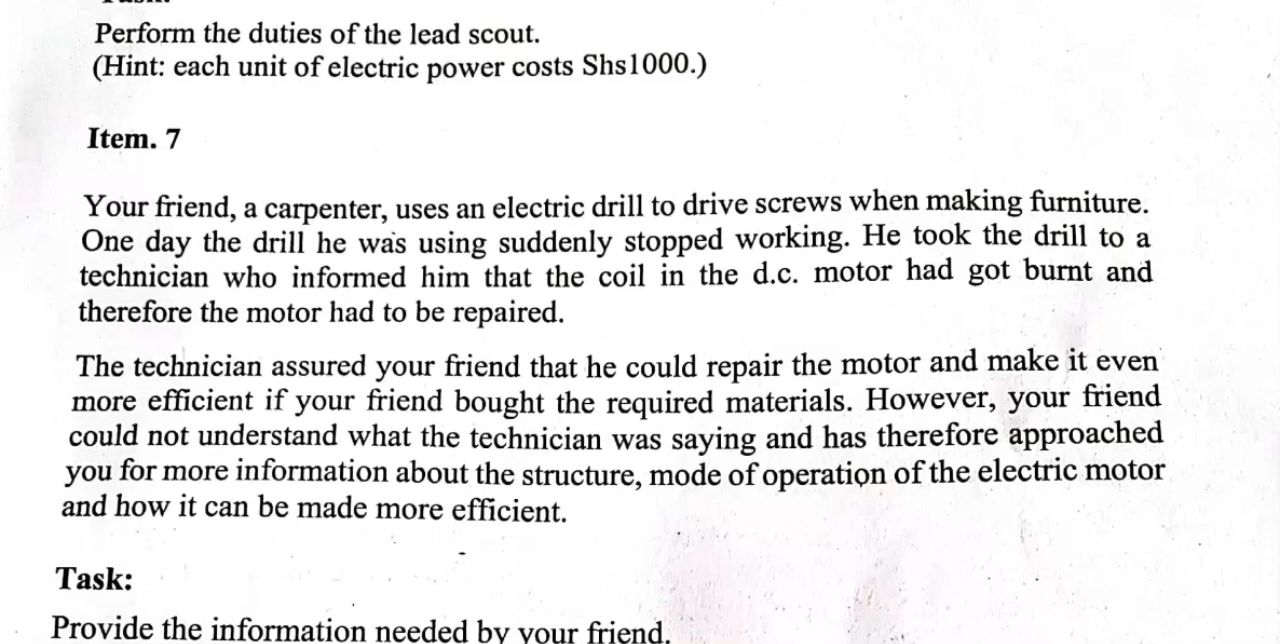 Perform the duties of the lead scout.
(Hint: each unit of electric power costs Shs1000.)
Item. 7
Your friend, a carpenter, uses an electric drill to drive screws when making furniture.
One day the drill he was using suddenly stopped working. He took the drill to a
technician who informed him that the coil in the d.c. motor had got burnt and
therefore the motor had to be repaired.
The technician assured your friend that he could repair the motor and make it even
more efficient if your friend bought the required materials. However, your friend
could not understand what the technician was saying and has therefore approached
you for more information about the structure, mode of operation of the electric motor
and how it can be made more efficient.
Task:
Provide the information needed by your friend.